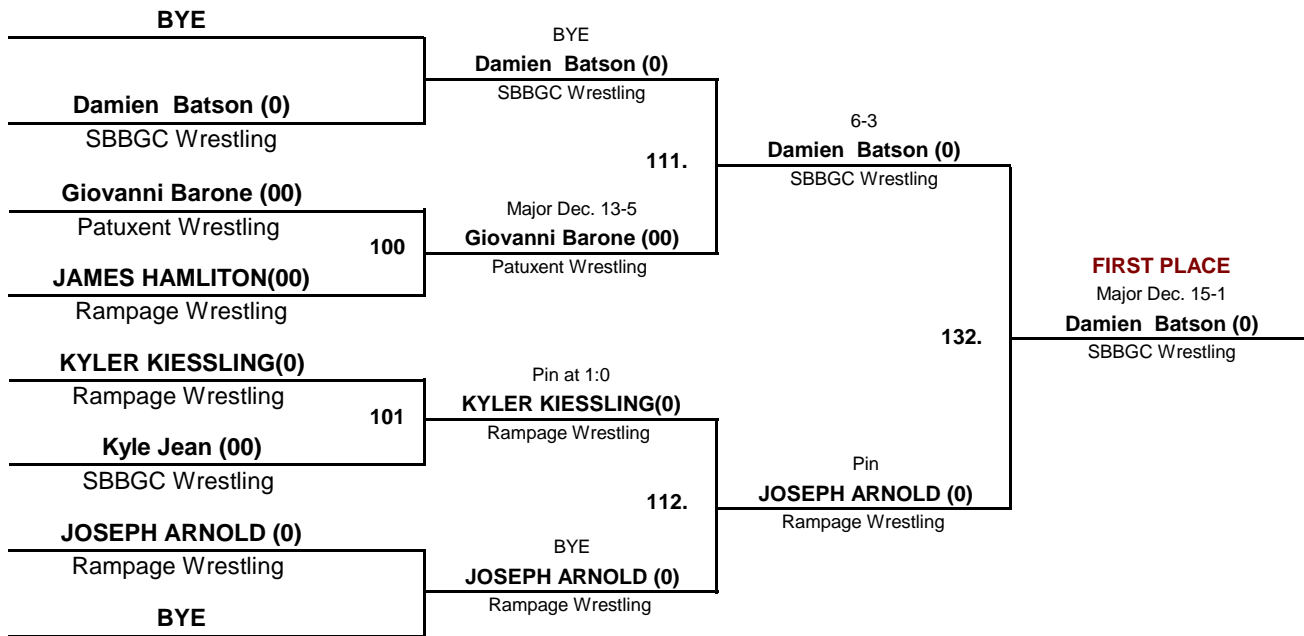 BYE
Damien Batson (0)
SBBGC Wrestling
Giovanni Barone (00)
Patuxent Wrestling
100
JAMES HAMLITON(00)
Rampage Wrestling
KYLER KIESSLING(0)
Rampage Wrestling
101
Kyle Jean (00)
SBBGC Wrestling
JOSEPH ARNOLD (0)
Rampage Wrestling
BYE
BYE
Damien Batson (0)
SBBGC Wrestling
111.
Major Dec. 13-5
Giovanni Barone (00)
Patuxent Wrestling
Pin at 1:0
KYLER KIESSLING(0)
Rampage Wrestling
112.
BYE
JOSEPH ARNOLD (0)
Rampage Wrestling
6-3
Damien Batson (0)
SBBGC Wrestling
132.
Pin
JOSEPH ARNOLD (0)
Rampage Wrestling
FIRST PLACE
Major Dec. 15-1
Damien Batson (0)
SBBGC Wrestling